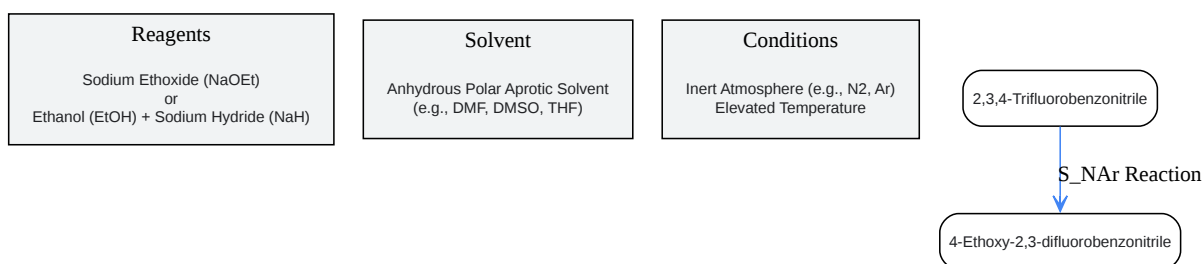 Reagents
Sodium Ethoxide (NaOEt)
or
Ethanol (EtOH) + Sodium Hydride (NaH)
Solvent
Anhydrous Polar Aprotic Solvent
(e.g., DMF, DMSO, THF)
Conditions
Inert Atmosphere (e.g., N2, Ar)
Elevated Temperature
2,3,4-Trifluorobenzonitrile
S_NAr Reaction
4-Ethoxy-2,3-difluorobenzonitrile